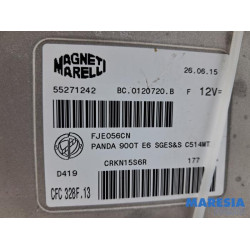 MAGNETI MARELLI
26.06.15
55271242 BC.0120720.B F 12V
FJE056CN
PANDA 900T E6 SGES&S C514MT
CRKN15S6R 177
D419
CFC 328F.13
MALRESIA